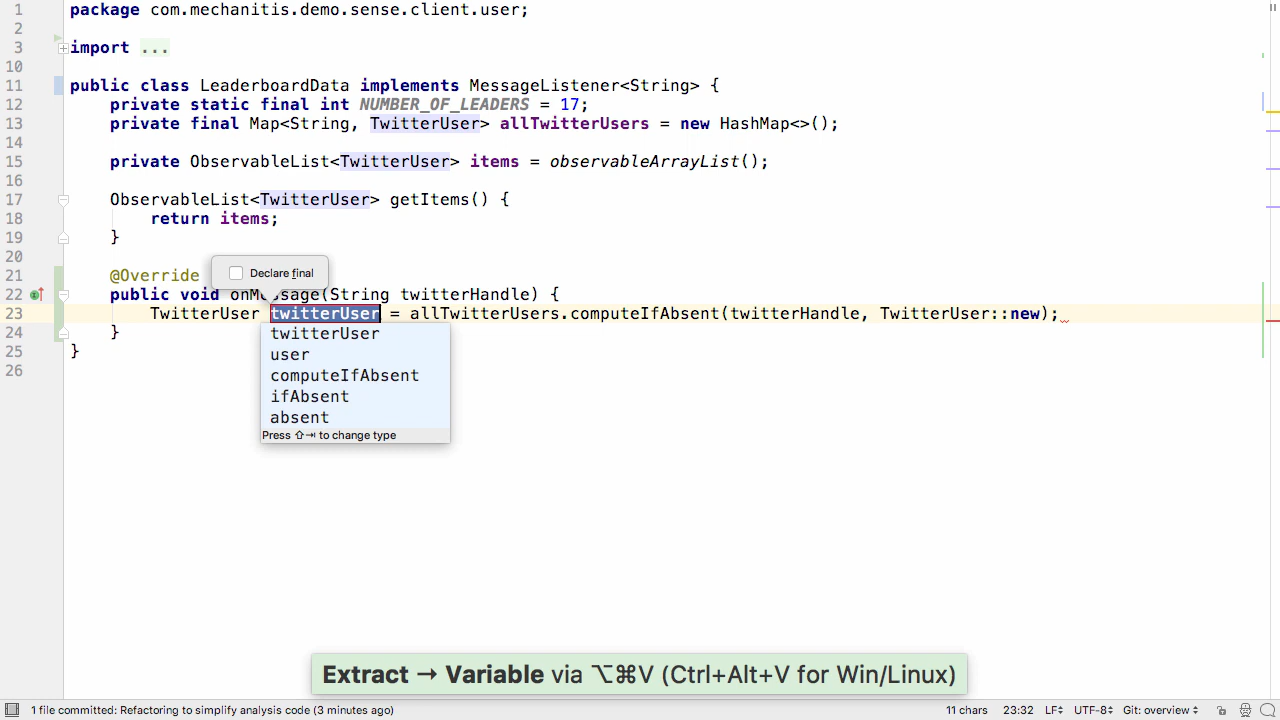 1 package com.mechanitis.demo.sense.client.user;
2
3 import ...
10
11 public class LeaderboardData implements MessageListener<String> {
12 private static final int NUMBER_OF_LEADERS = 17;
13 private final Map<String, TwitterUser> allTwitterUsers = new HashMap<>();
14
15 private ObservableList<TwitterUser> items = observableArrayList();
16
17 ObservableList<TwitterUser> getItems() {
18 return items;
19 }
20
21 @Override
Declare final
22 public void onMessage(String twitterHandle) {
23 TwitterUser twitterUser = allTwitterUsers.computeIfAbsent(twitterHandle, TwitterUser::new);
24 }
twitterUser
25 }
user
26
computeIfAbsent
ifAbsent
absent
Press ⇧⇥ to change type
Extract → Variable via ⌥⌘V (Ctrl+Alt+V for Win/Linux)
1 file committed: Refactoring to simplify analysis code (3 minutes ago) 11 chars 23:32 LF UTF-8 Git: overview